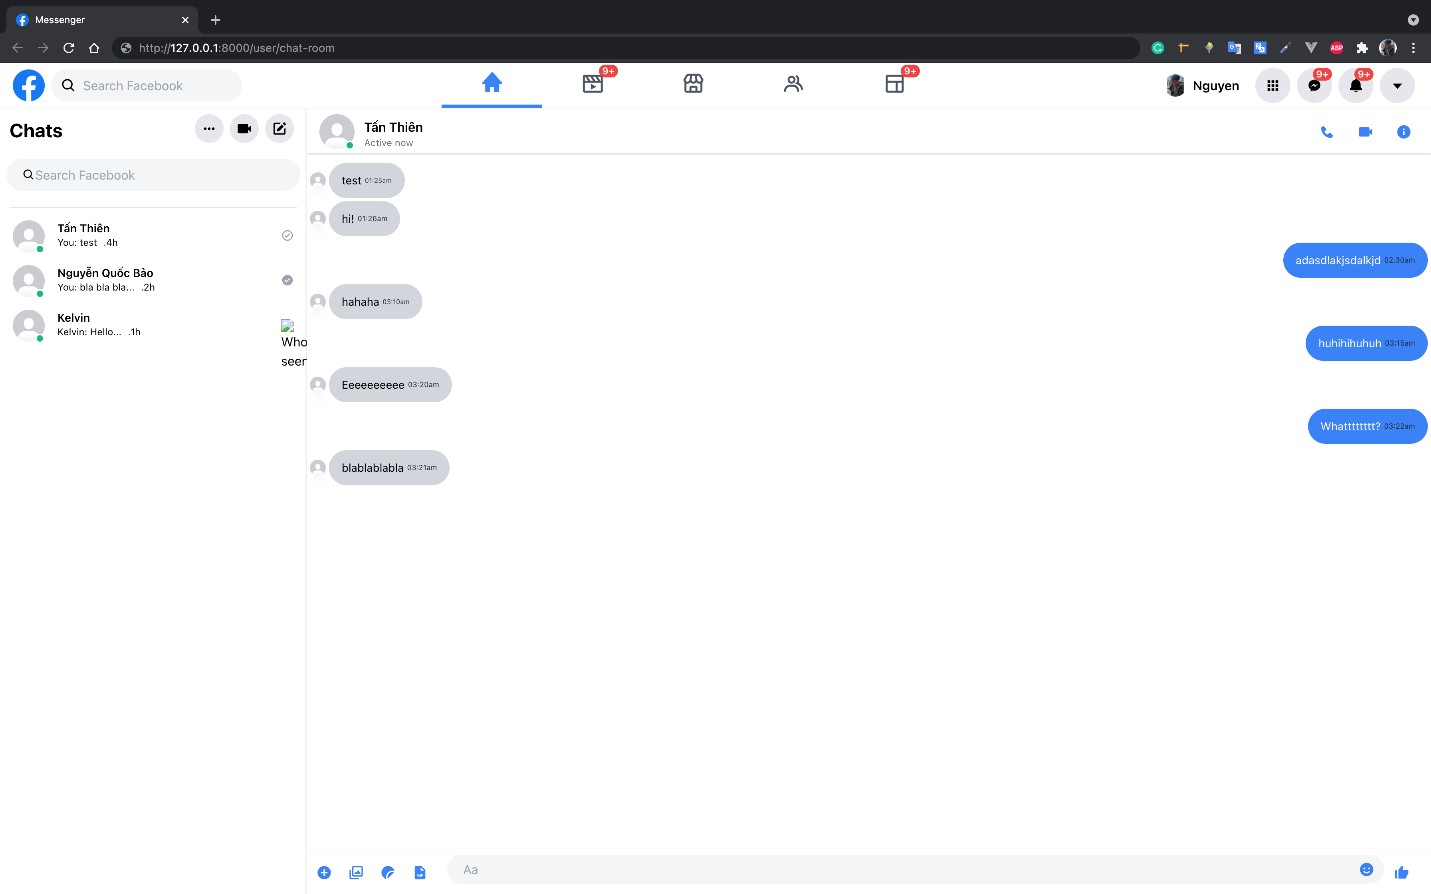 Messenger
http://127.0.0.1:8000/user/chat-room
ABP
Search Facebook
9+
9+
Nguyen
9+
9+
Chats
Tấn Thiên
Active now
Search Facebook
Tấn Thiên
You: test .4h
Nguyễn Quốc Bảo
You: bla bla bla... .2h
Kelvin
Kelvin: Hello... .1h
Who
seen
test 01:25am
hi! 01:26am
adasdlakjsdalkjd 02:30am
hahaha 03:10am
huhihihuhuh 03:15am
Eeeeeeeeee 03:20am
Whatttttttt? 03:22am
blablablabla 03:21am
Aa